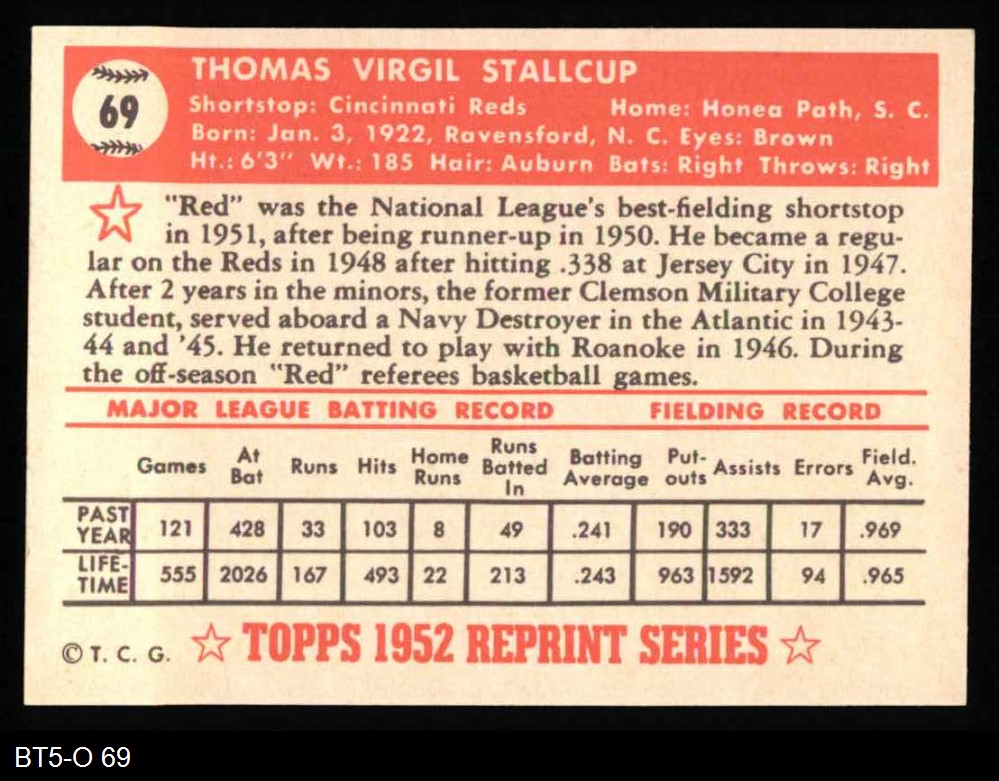 69
THOMAS VIRGIL STALLCUP
Shortstop: Cincinnati Reds Home: Honea Path, S. C.
Born: Jan. 3, 1922, Ravensford, N. C. Eyes: Brown
Ht.: 6'3" Wt.: 185 Hair: Auburn Bats: Right Throws: Right
"Red" was the National League's best-fielding shortstop
in 1951, after being runner-up in 1950. He became a regu-
lar on the Reds in 1948 after hitting .338 at Jersey City in 1947.
After 2 years in the minors, the former Clemson Military College
student, served aboard a Navy Destroyer in the Atlantic in 1943-
44 and '45. He returned to play with Roanoke in 1946. During
the off-season "Red" referees basketball games.
MAJOR LEAGUE BATTING RECORD FIELDING RECORD
Games At Bat Runs Hits Home Runs Runs Batted In Batting Average Put-outs Assists Errors Field. Avg.
PAST YEAR 121 428 33 103 8 49 .241 190 333 17 .969
LIFE-TIME 555 2026 167 493 22 213 .243 963 1592 94 .965
© T. C. G. TOPPS 1952 REPRINT SERIES
BT5-O 69